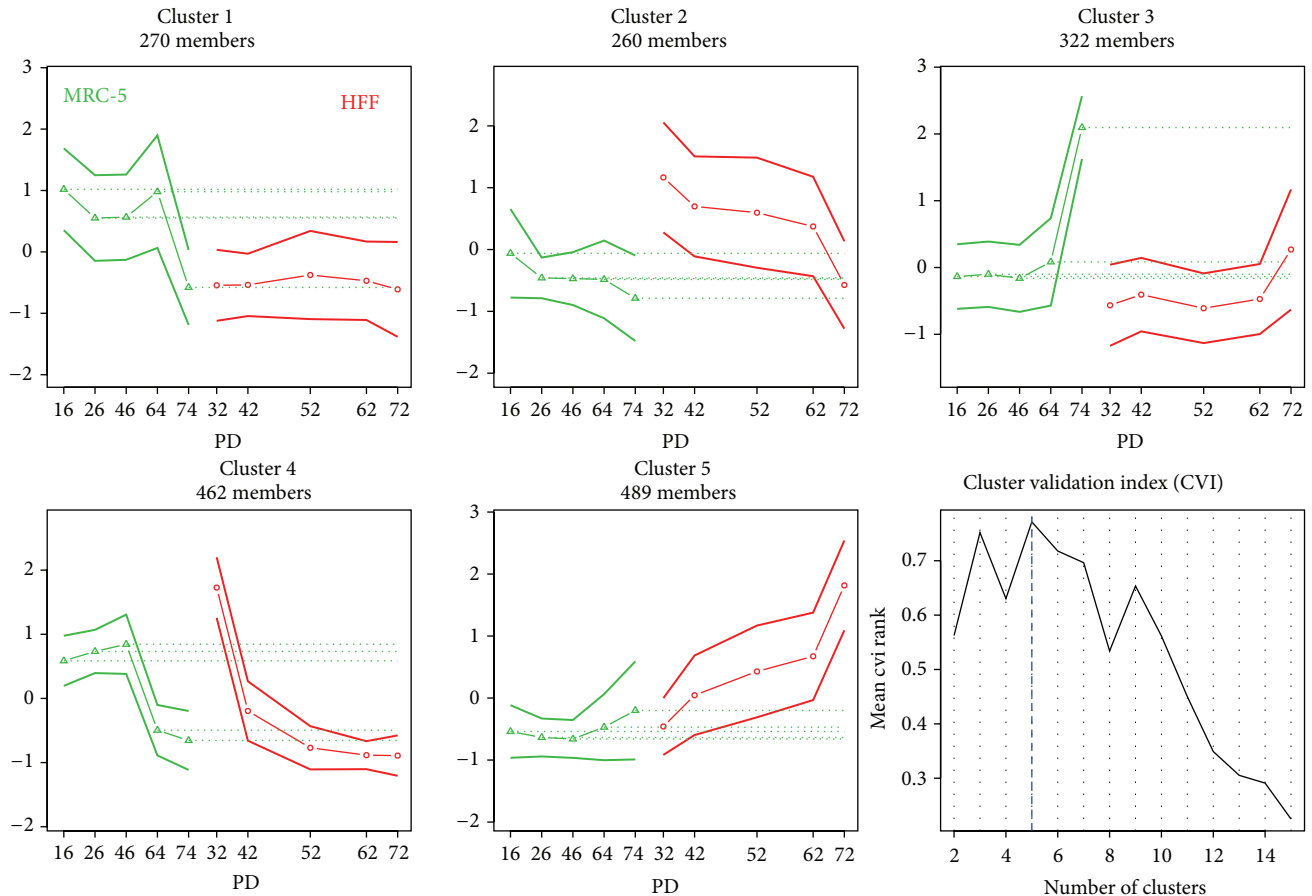 Cluster 1
270 members
MRC-5
HFF
3
2
1
0
−1
−2
16 26 46 64 74 32 42 52 62 72
PD
Cluster 2
260 members
2
1
0
−1
−2
16 26 46 64 74 32 42 52 62 72
PD
Cluster 3
322 members
3
2
1
0
−1
16 26 46 64 74 32 42 52 62 72
PD
Cluster 4
462 members
2
1
0
−1
−2
16 26 46 64 74 32 42 52 62 72
PD
Cluster 5
489 members
3
2
1
0
−1
−2
16 26 46 64 74 32 42 52 62 72
PD
Cluster validation index (CVI)
Mean cvi rank
0.7
0.6
0.5
0.4
0.3
2 4 6 8 10 12 14
Number of clusters